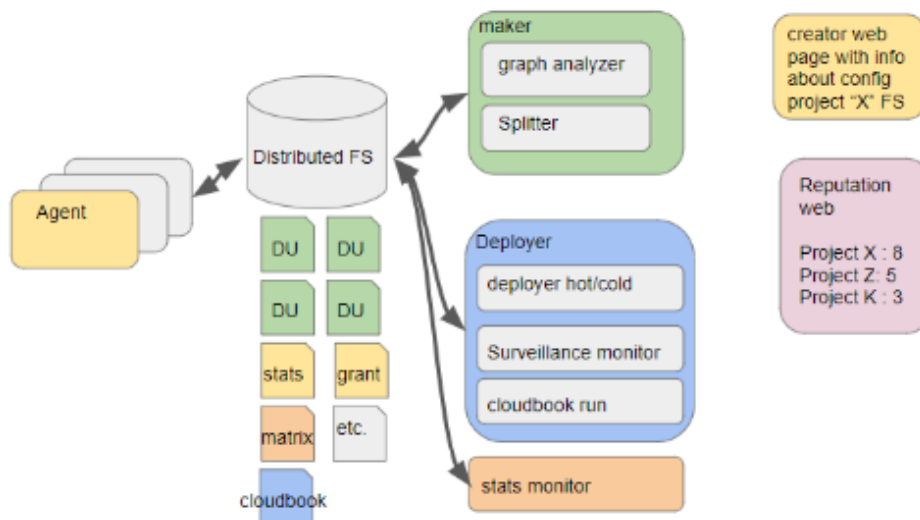 maker
graph analyzer
Splitter
creator web
page with info
about config
project "X" FS
Distributed FS
Agent
DU
DU
DU
DU
stats
grant
matrix
etc.
cloudbook
Deployer
deployer hot/cold
Surveillance monitor
cloudbook run
stats monitor
Reputation
web
Project X : 8
Project Z: 5
Project K : 3